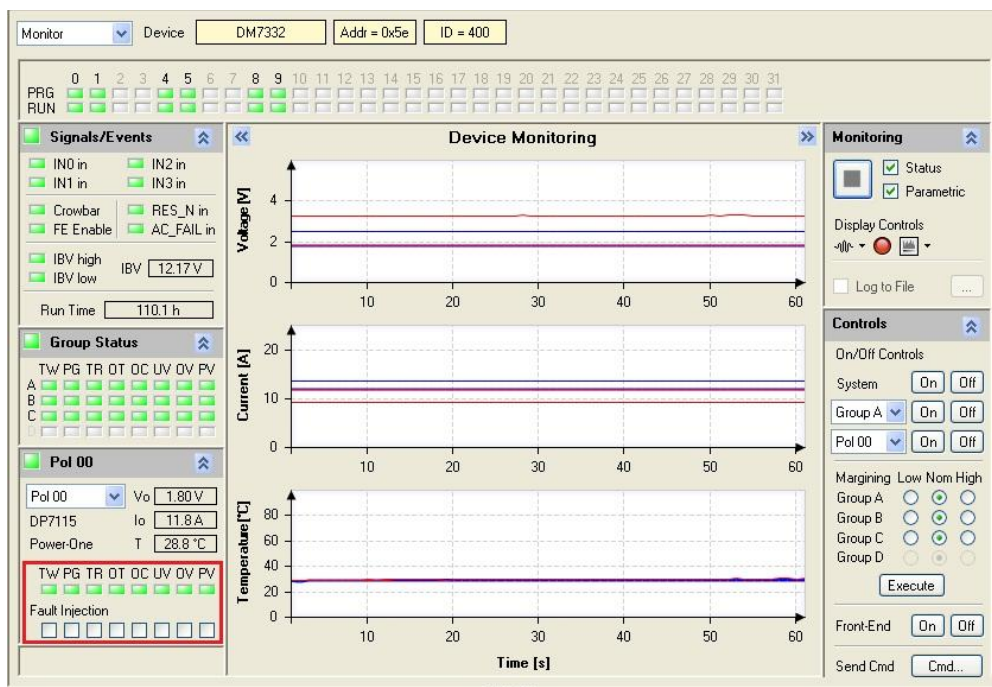 Monitor Device DM7332 Addr = 0x5e ID = 400
0 1 2 3 4 5 6 7 8 9 10 11 12 13 14 15 16 17 18 19 20 21 22 23 24 25 26 27 28 29 30 31
PRG
RUN
Signals/Events
IN0 in IN2 in
IN1 in IN3 in
Crowbar RES_N in
FE Enable AC_FAIL in
IBV high
IBV 12.17 V
IBV low
Run Time 110.1 h
Group Status
TW PG TR OT OC UV OV PV
A
B
C
D
Pol 00
Pol 00 Vo 1.80 V
DP7115 Io 11.8 A
Power-One T 28.8 °C
TW PG TR OT OC UV OV PV
Fault Injection
Device Monitoring
Voltage [V]
4
2
0
10 20 30 40 50 60
Current [A]
20
10
0
10 20 30 40 50 60
Temperature[°C]
80
60
40
20
0
10 20 30 40 50 60
Time [s]
Monitoring
Status
Parametric
Display Controls
Log to File ...
Controls
On/Off Controls
System On Off
Group A On Off
Pol 00 On Off
Margining Low Nom High
Group A
Group B
Group C
Group D
Execute
Front-End On Off
Send Cmd Cmd...